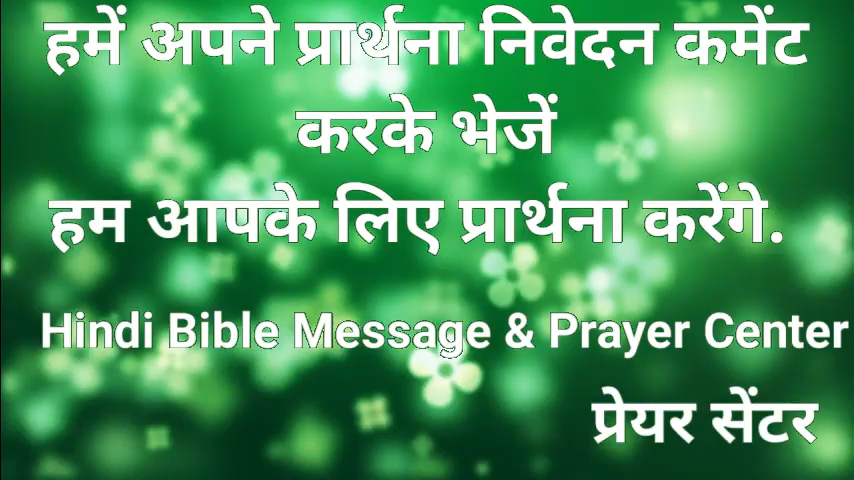 हमें अपने प्रार्थना निवेदन कमेंट
करके भेजें
हम आपके लिए प्रार्थना करेंगे.
Hindi Bible Message & Prayer Center
प्रेयर सेंटर